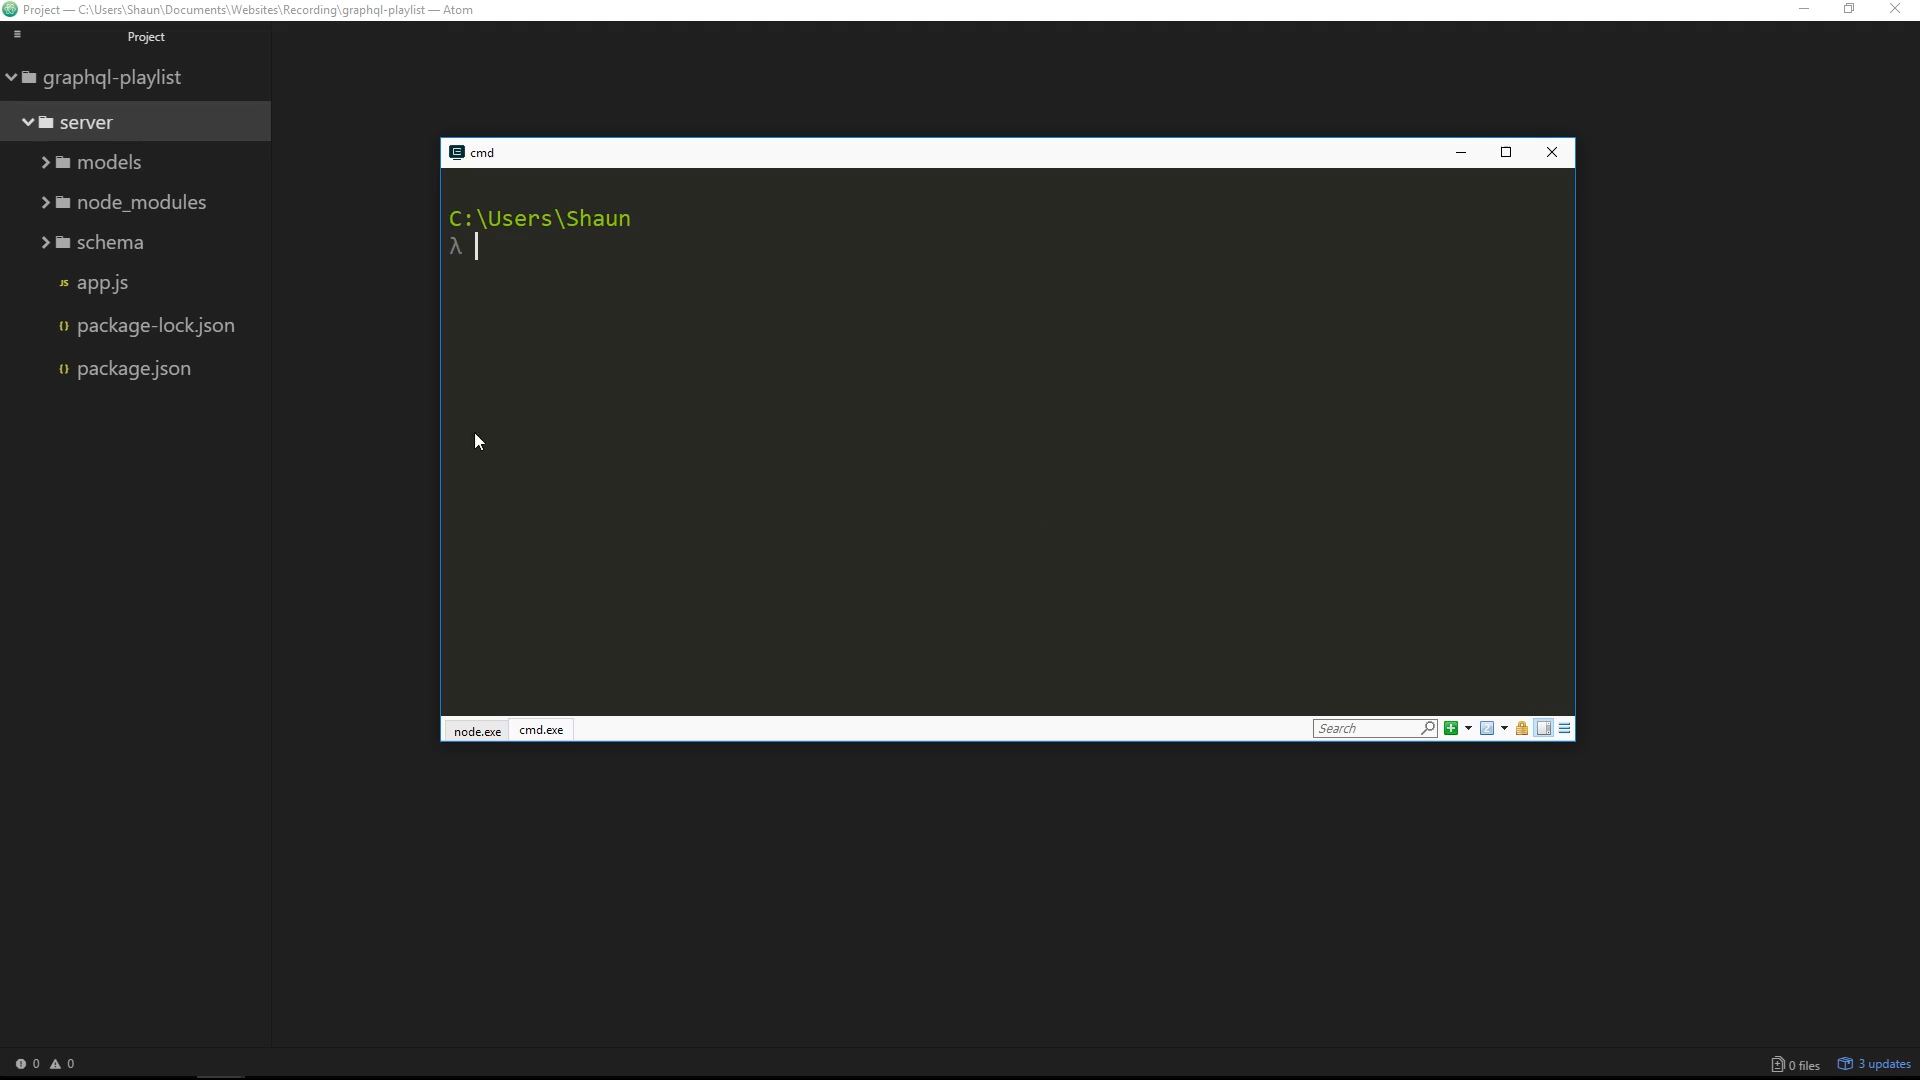 Project — C:\Users\Shaun\Documents\Websites\Recording\graphql-playlist — Atom
Project
graphql-playlist
server
models
node_modules
schema
JS app.js
{} package-lock.json
{} package.json
cmd
C:\Users\Shaun
λ
node.exe
cmd.exe
Search
0
0
0 files
3 updates